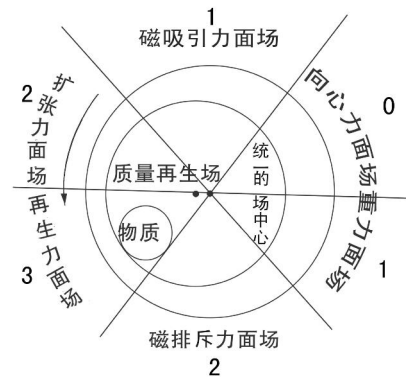 1
磁吸引力面场
2
扩张力面场
再生力面场
3
向心力面场
重力面场
0
1
质量再生场
统一的场中心
物质
磁排斥力面场
2